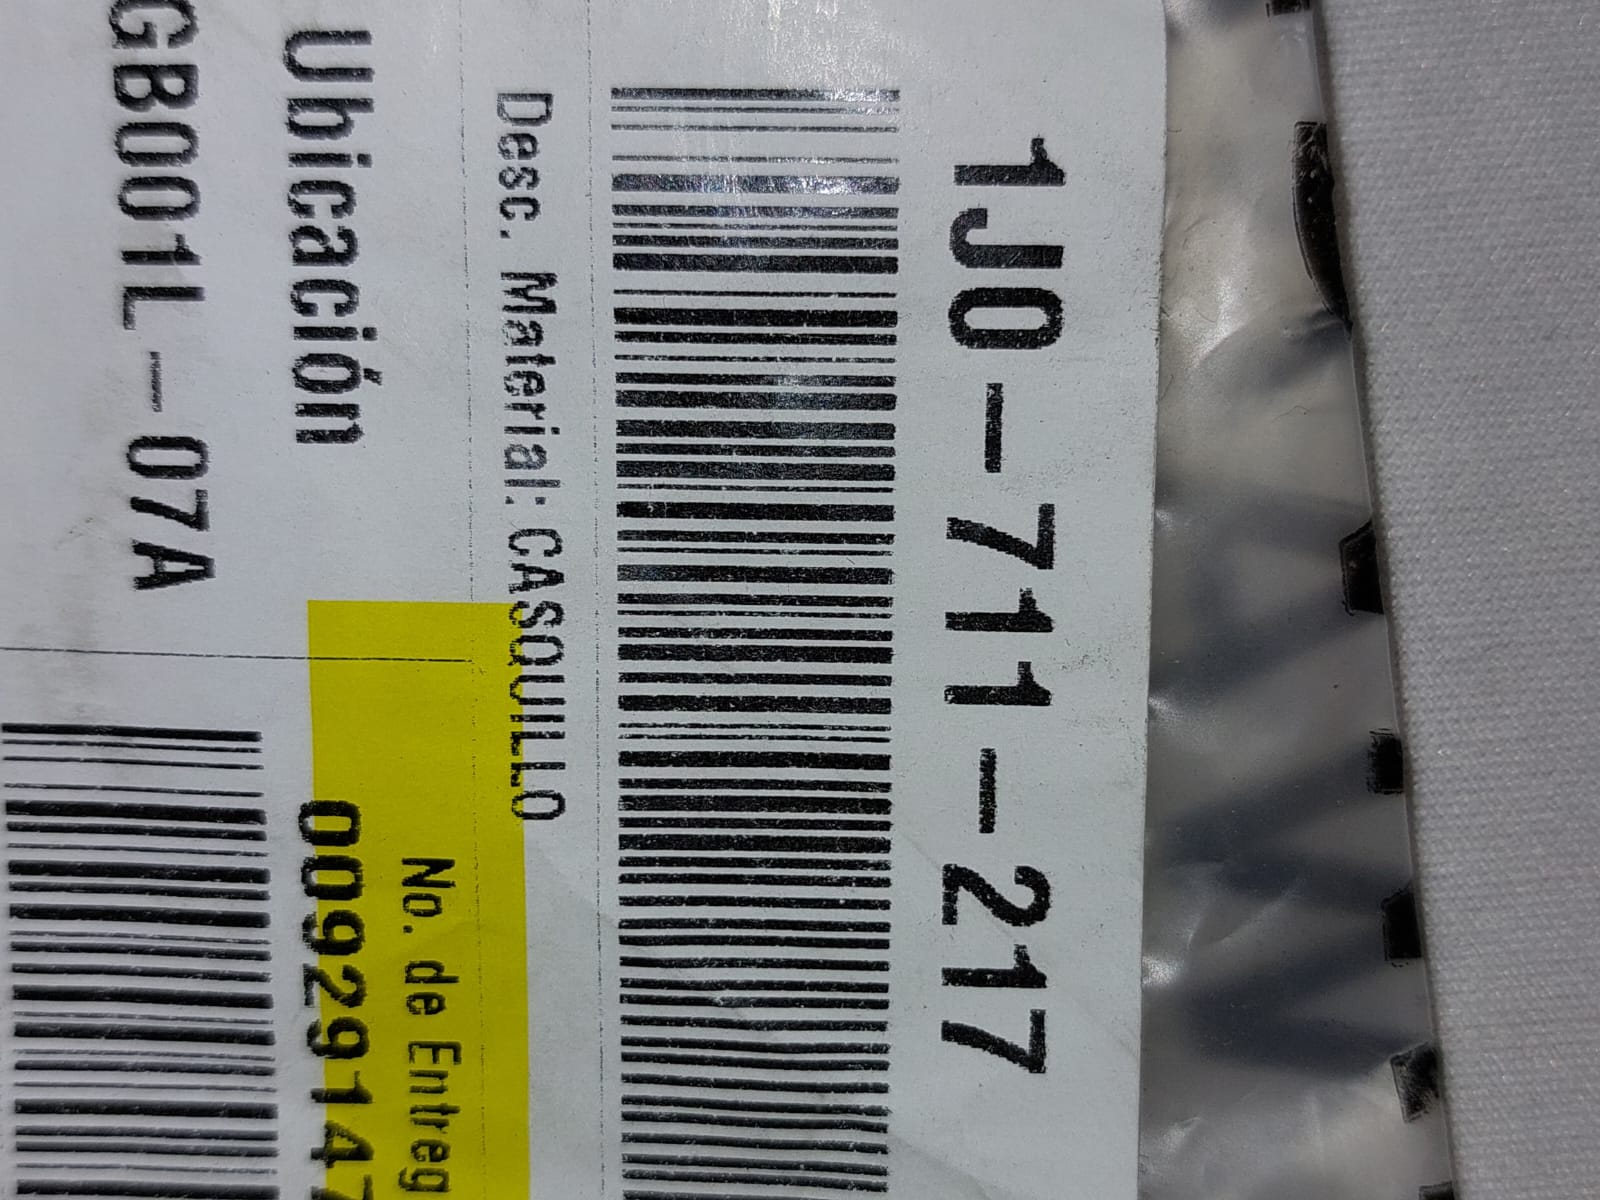 1J0-711-217
Desc. Material: CASQUILLO
Ubicación
GB001L-07A
No. de Entreg
0092914